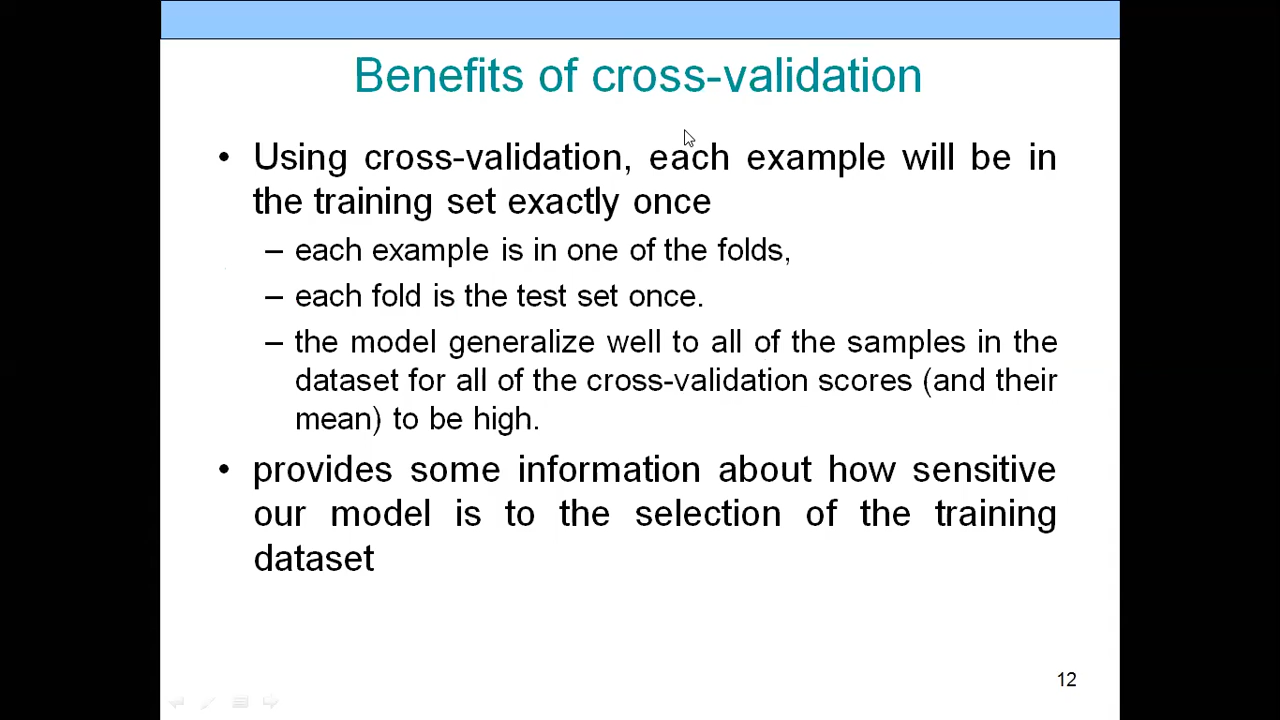 Benefits of cross-validation
• Using cross-validation, each example will be in
the training set exactly once
– each example is in one of the folds,
– each fold is the test set once.
– the model generalize well to all of the samples in the
dataset for all of the cross-validation scores (and their
mean) to be high.
• provides some information about how sensitive
our model is to the selection of the training
dataset
12